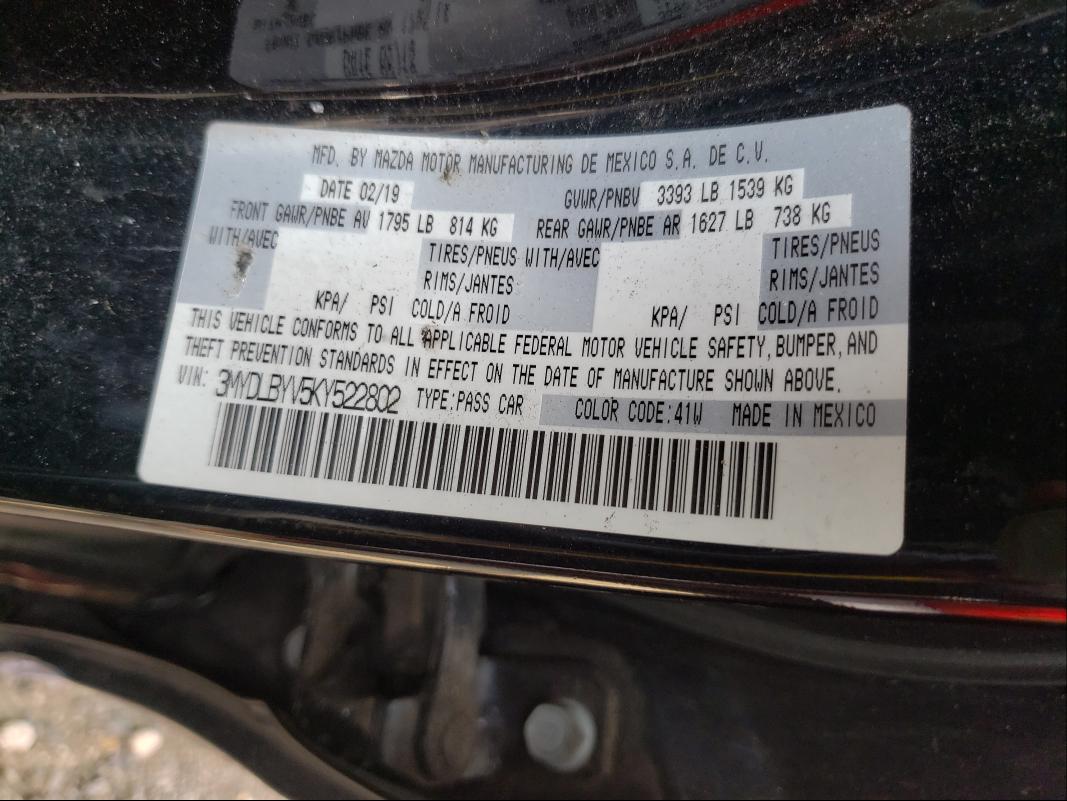 MFD. BY MAZDA MOTOR MANUFACTURING DE MEXICO S.A. DE C.V.
DATE 02/19 GVWR/PNBV 3393 LB 1539 KG
FRONT GAWR/PNBE AV 1795 LB 814 KG REAR GAWR/PNBE AR 1627 LB 738 KG
WITH/AVEC TIRES/PNEUS WITH/AVEC TIRES/PNEUS
RIMS/JANTES RIMS/JANTES
KPA/ PSI COLD/A FROID KPA/ PSI COLD/A FROID
THIS VEHICLE CONFORMS TO ALL APPLICABLE FEDERAL MOTOR VEHICLE SAFETY, BUMPER, AND
THEFT PREVENTION STANDARDS IN EFFECT ON THE DATE OF MANUFACTURE SHOWN ABOVE.
VIN: 3MYDLBYV5KY522802 TYPE:PASS CAR COLOR CODE:41W MADE IN MEXICO